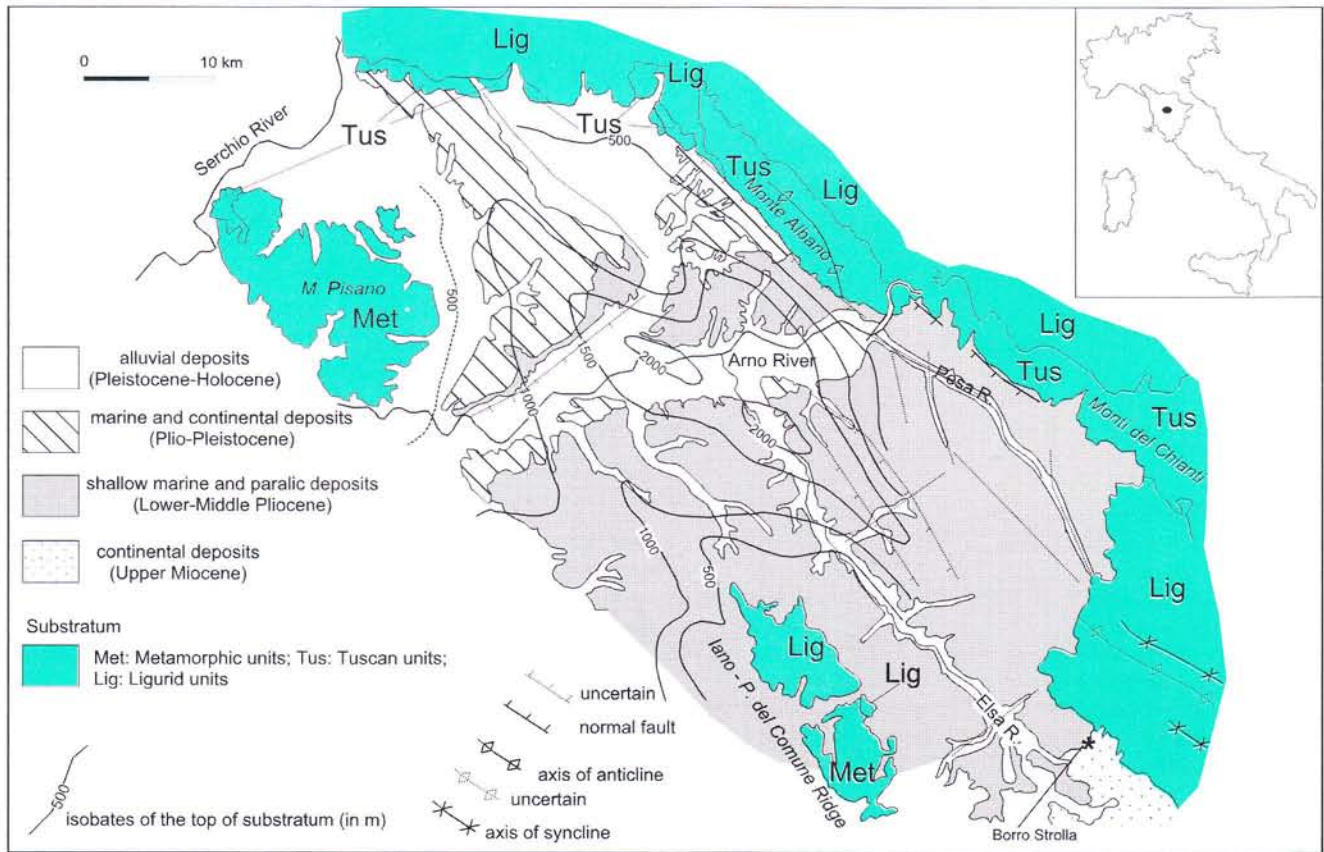 0 10 km
Serchio River
Lig
Lig
Tus
Tus
500
Tus
Monte Albano
Lig
M. Pisano
Met
500
500
1000
2000
Arno River
2000
Pesa R.
Lig
Tus
Monti del Chianti
Tus
Lig
1000
500
Iano - P. del Comune Ridge
Lig
Lig
Met
Elsa R.
*
Borro Strolla
alluvial deposits
(Pleistocene-Holocene)
marine and continental deposits
(Plio-Pleistocene)
shallow marine and paralic deposits
(Lower-Middle Pliocene)
continental deposits
(Upper Miocene)
Substratum
Met: Metamorphic units; Tus: Tuscan units;
Lig: Ligurid units
500
isobates of the top of substratum (in m)
uncertain
normal fault
axis of anticline
uncertain
axis of syncline